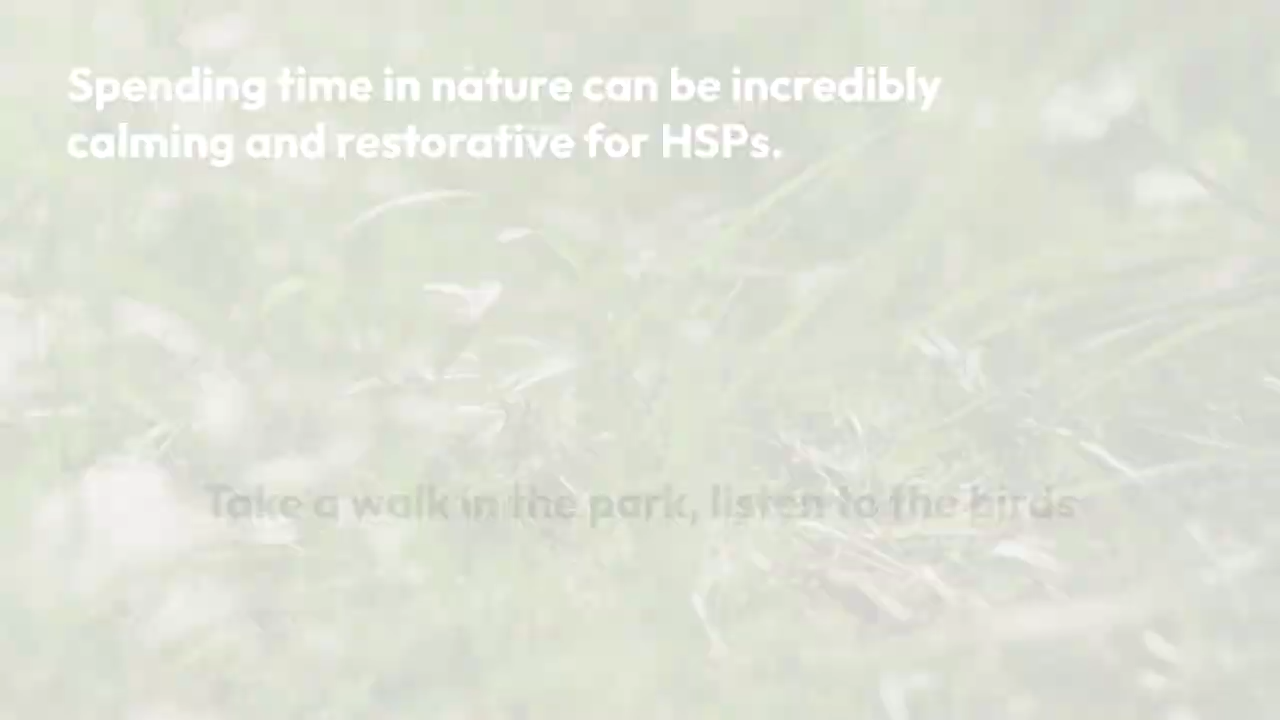 Spending time in nature can be incredibly
calming and restorative for HSPs.
Take a walk in the park, listen to the birds